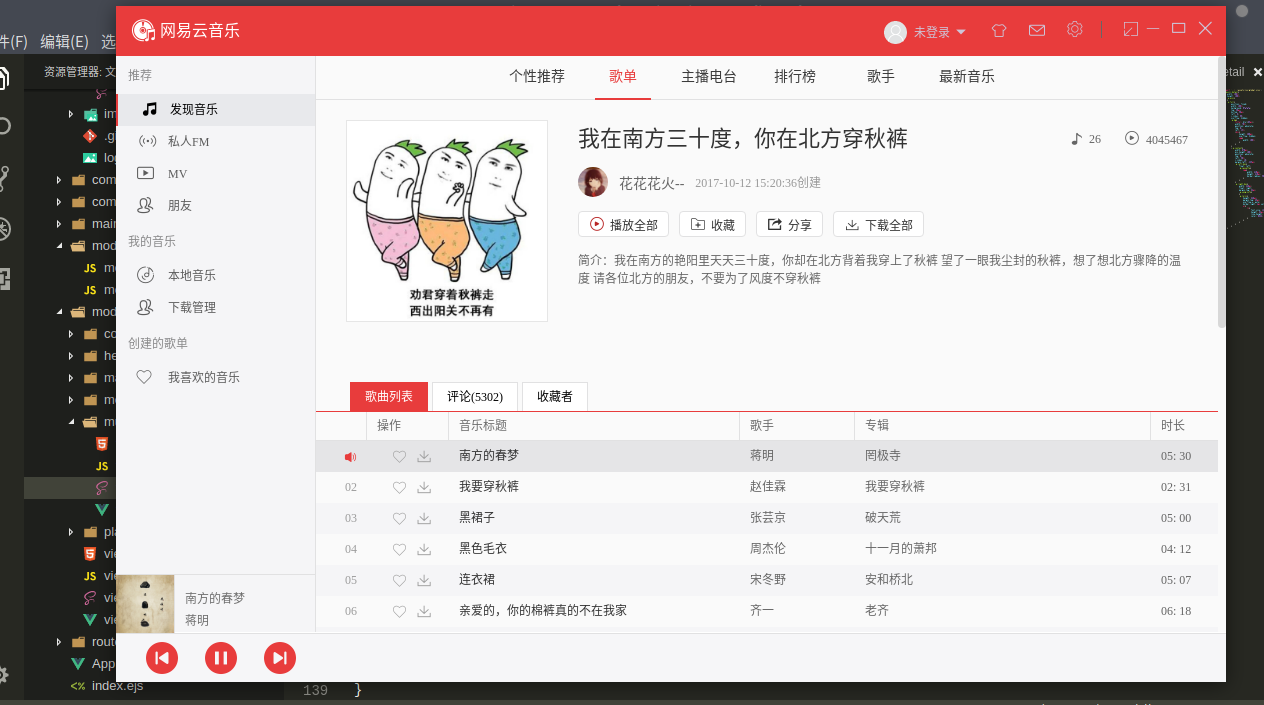 网易云音乐
未登录
件(F) 编辑(E) 选
资源管理器: 文
etail
推荐
发现音乐
私人FM
MV
朋友
我的音乐
本地音乐
下载管理
创建的歌单
我喜欢的音乐
个性推荐 歌单 主播电台 排行榜 歌手 最新音乐
我在南方三十度，你在北方穿秋裤
26 4045467
花花花火-- 2017-10-12 15:20:36创建
播放全部 收藏 分享 下载全部
简介：我在南方的艳阳里天天三十度，你却在北方背着我穿上了秋裤 望了一眼我尘封的秋裤，想了想北方骤降的温
度 请各位北方的朋友，不要为了风度不穿秋裤
劝君穿着秋裤走
西出阳关不再有
歌曲列表 评论(5302) 收藏者
操作 音乐标题 歌手 专辑 时长
南方的春梦 蒋明 罔极寺 05: 30
02 我要穿秋裤 赵佳霖 我要穿秋裤 02: 31
03 黑裙子 张芸京 破天荒 05: 00
04 黑色毛衣 周杰伦 十一月的萧邦 04: 12
05 连衣裙 宋冬野 安和桥北 05: 07
06 亲爱的，你的棉裤真的不在我家 齐一 老齐 06: 18
南方的春梦
蒋明
im
.g
log
com
com
main
mod
JS m
JS m
mod
co
he
ma
m
mu
JS
pla
vie
JS vie
vie
vie
route
App
index.ejs
139 }